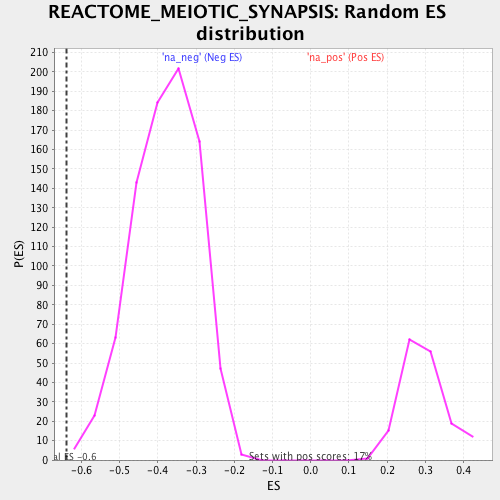 REACTOME_MEIOTIC_SYNAPSIS: Random ES
distribution
'na_neg' (Neg ES) 'na_pos' (Pos ES)
210
200
190
180
170
160
150
140
130
120
110
100
90
80
70
60
50
40
30
20
10
0
P(ES)
ES −0.6
Sets with pos scores: 17%
−0.6 −0.5 −0.4 −0.3 −0.2 −0.1 0.0 0.1 0.2 0.3 0.4
ES